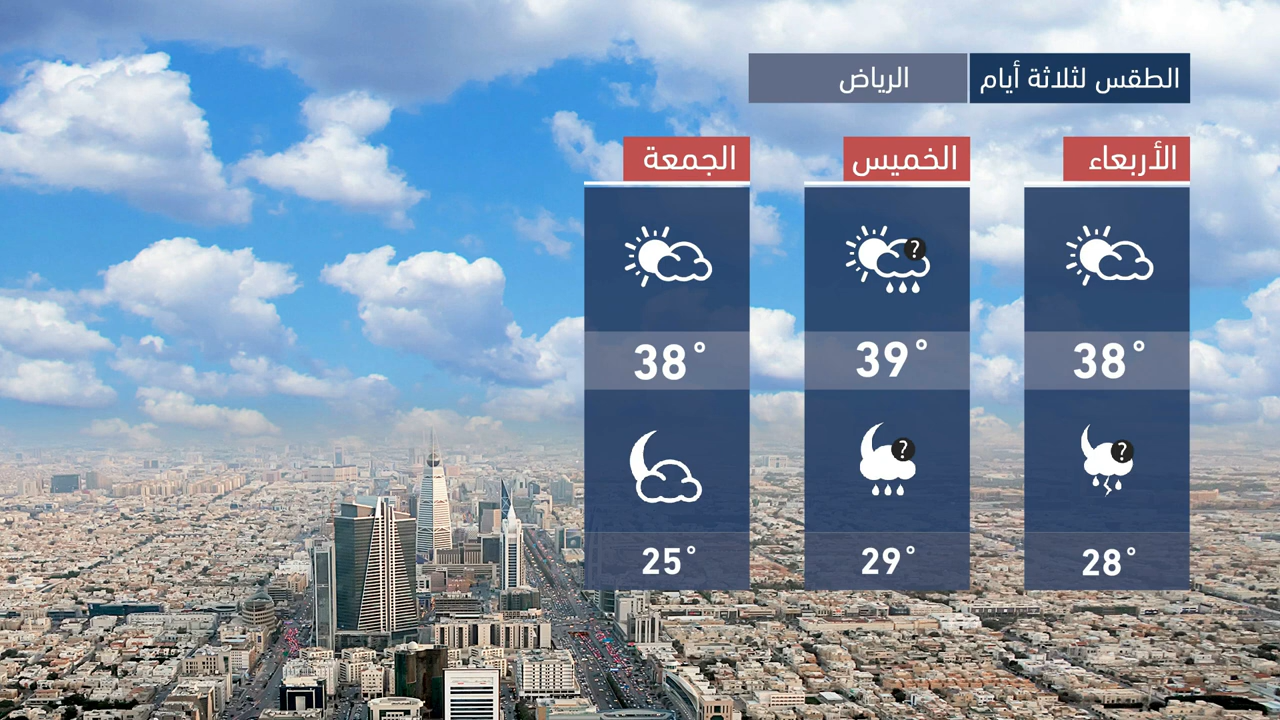 الطقس لثلاثة أيام
الرياض
الأربعاء
الخميس
الجمعة
?
38°
39°
38°
?
?
28°
29°
25°